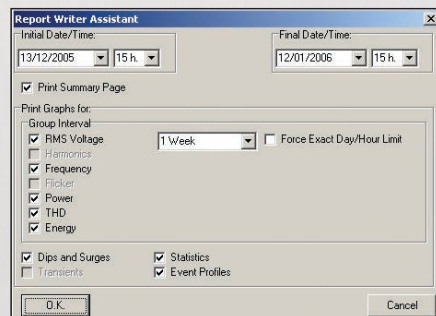 Report Writer Assistant
Initial Date/Time:
Final Date/Time:
13/12/2005 15 h.
12/01/2006 15 h.
Print Summary Page
Print Graphs for:
Group Interval
RMS Voltage
1 Week
Force Exact Day/Hour Limit
Harmonics
Frequency
Flicker
Power
THD
Energy
Dips and Surges
Statistics
Transients
Event Profiles
O.K.
Cancel